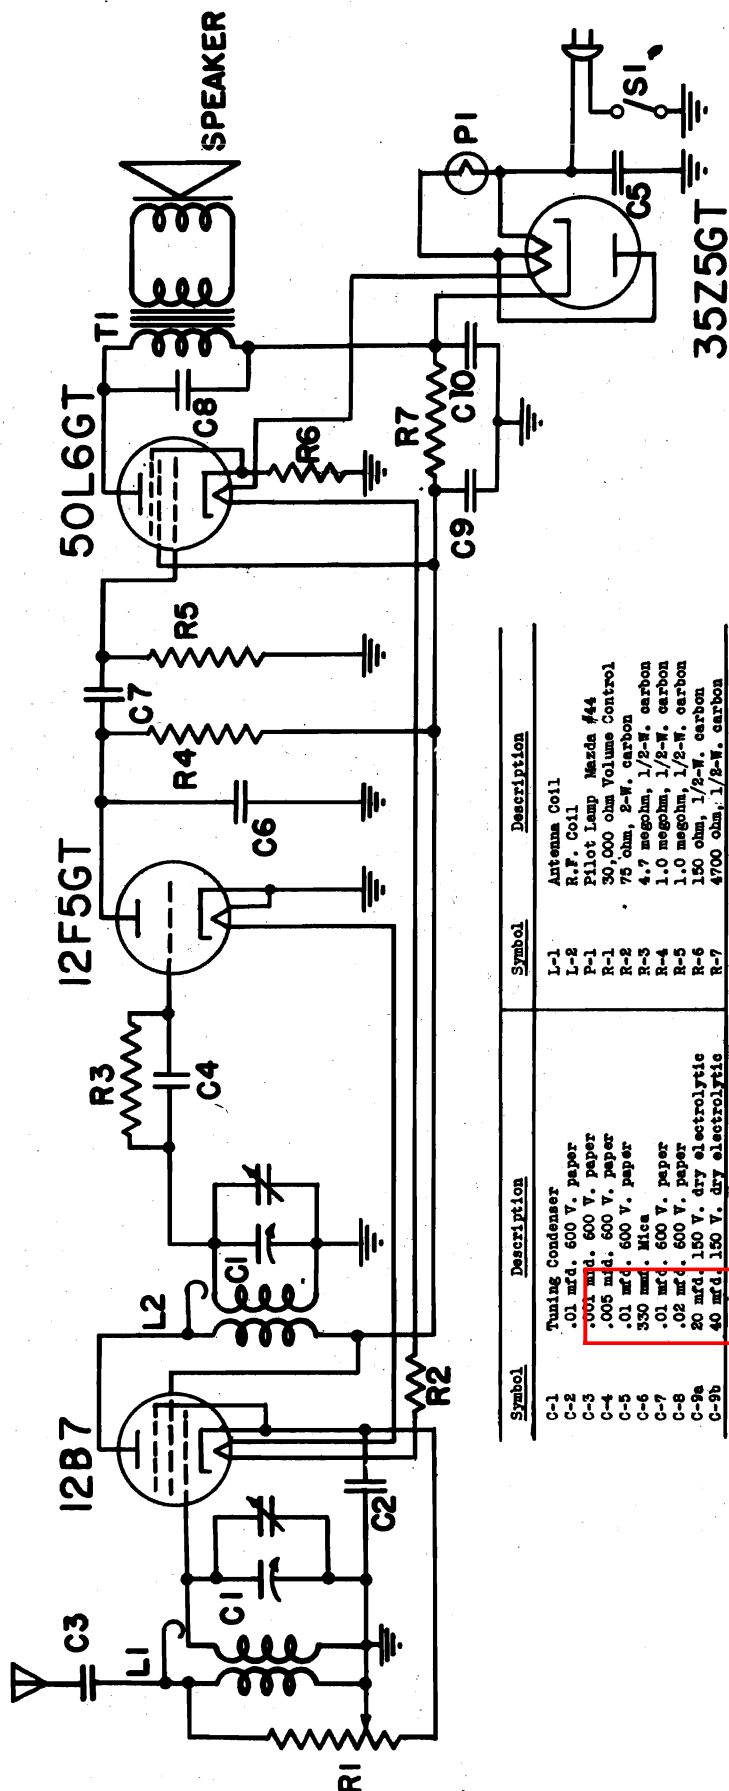 SPEAKER
T1
C8
50L6GT
R6
R7
C10
C9
P1
S1
C5
35Z5GT
R5
C7
R4
C6
12F5GT
R3
C4
C1
L2
12B7
R2
C2
C1
C3
L1
R1
Symbol Description Symbol Description
C-1 Tuning Condenser L-1 Antenna Coil
C-2 .01 mfd. 600 V. paper L-2 R.F. Coil
C-3 .001 mfd. 600 V. paper P-1 Pilot Lamp Mazda #44
C-4 .005 mfd. 600 V. paper R-1 30,000 ohm Volume Control
C-5 .01 mfd. 600 V. paper R-2 75 ohm, 2-W. carbon
C-6 330 mmf. Mica R-3 4.7 megohm, 1/2-W. carbon
C-7 .01 mfd. 600 V. paper R-4 1.0 megohm, 1/2-W. carbon
C-8 .02 mfd. 600 V. paper R-5 1.0 megohm, 1/2-W. carbon
C-9a 20 mfd. 150 V. dry electrolytic R-6 150 ohm, 1/2-W. carbon
C-9b 40 mfd. 150 V. dry electrolytic R-7 4700 ohm, 1/2-W. carbon